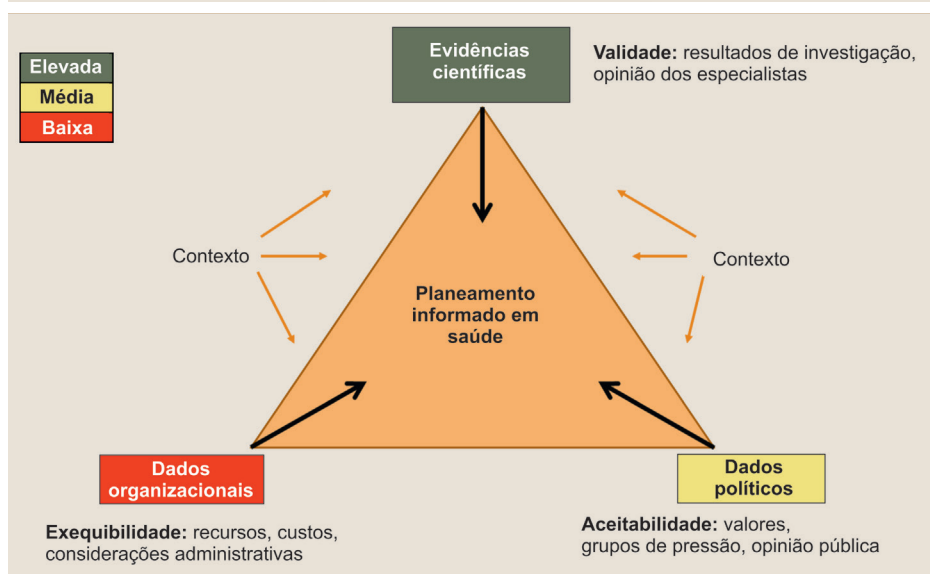 Elevada
Média
Baixa
Evidências
científicas
Validade: resultados de investigação,
opinião dos especialistas
Contexto
Contexto
Planeamento
informado em
saúde
Dados
organizacionais
Exequibilidade: recursos, custos,
considerações administrativas
Dados
políticos
Aceitabilidade: valores,
grupos de pressão, opinião pública